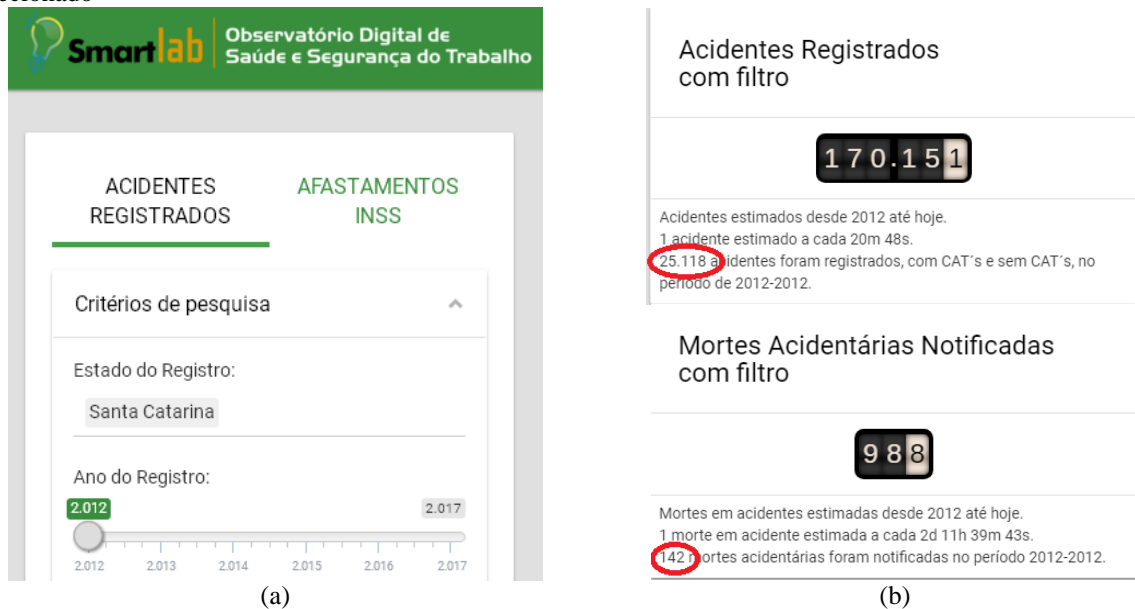 Smartlab Observatório Digital de
Saúde e Segurança do Trabalho
ACIDENTES
REGISTRADOS
AFASTAMENTOS
INSS
Critérios de pesquisa
Estado do Registro:
Santa Catarina
Ano do Registro:
2.012 2.017
2.012 2.013 2.014 2.015 2.016 2.017
(a)
Acidentes Registrados
com filtro
170.151
Acidentes estimados desde 2012 até hoje.
1 acidente estimado a cada 20m 48s.
25.118 acidentes foram registrados, com CAT´s e sem CAT´s, no
período de 2012-2012.
Mortes Acidentárias Notificadas
com filtro
988
Mortes em acidentes estimadas desde 2012 até hoje.
1 morte em acidente estimada a cada 2d 11h 39m 43s.
142 mortes acidentárias foram notificadas no período 2012-2012.
(b)